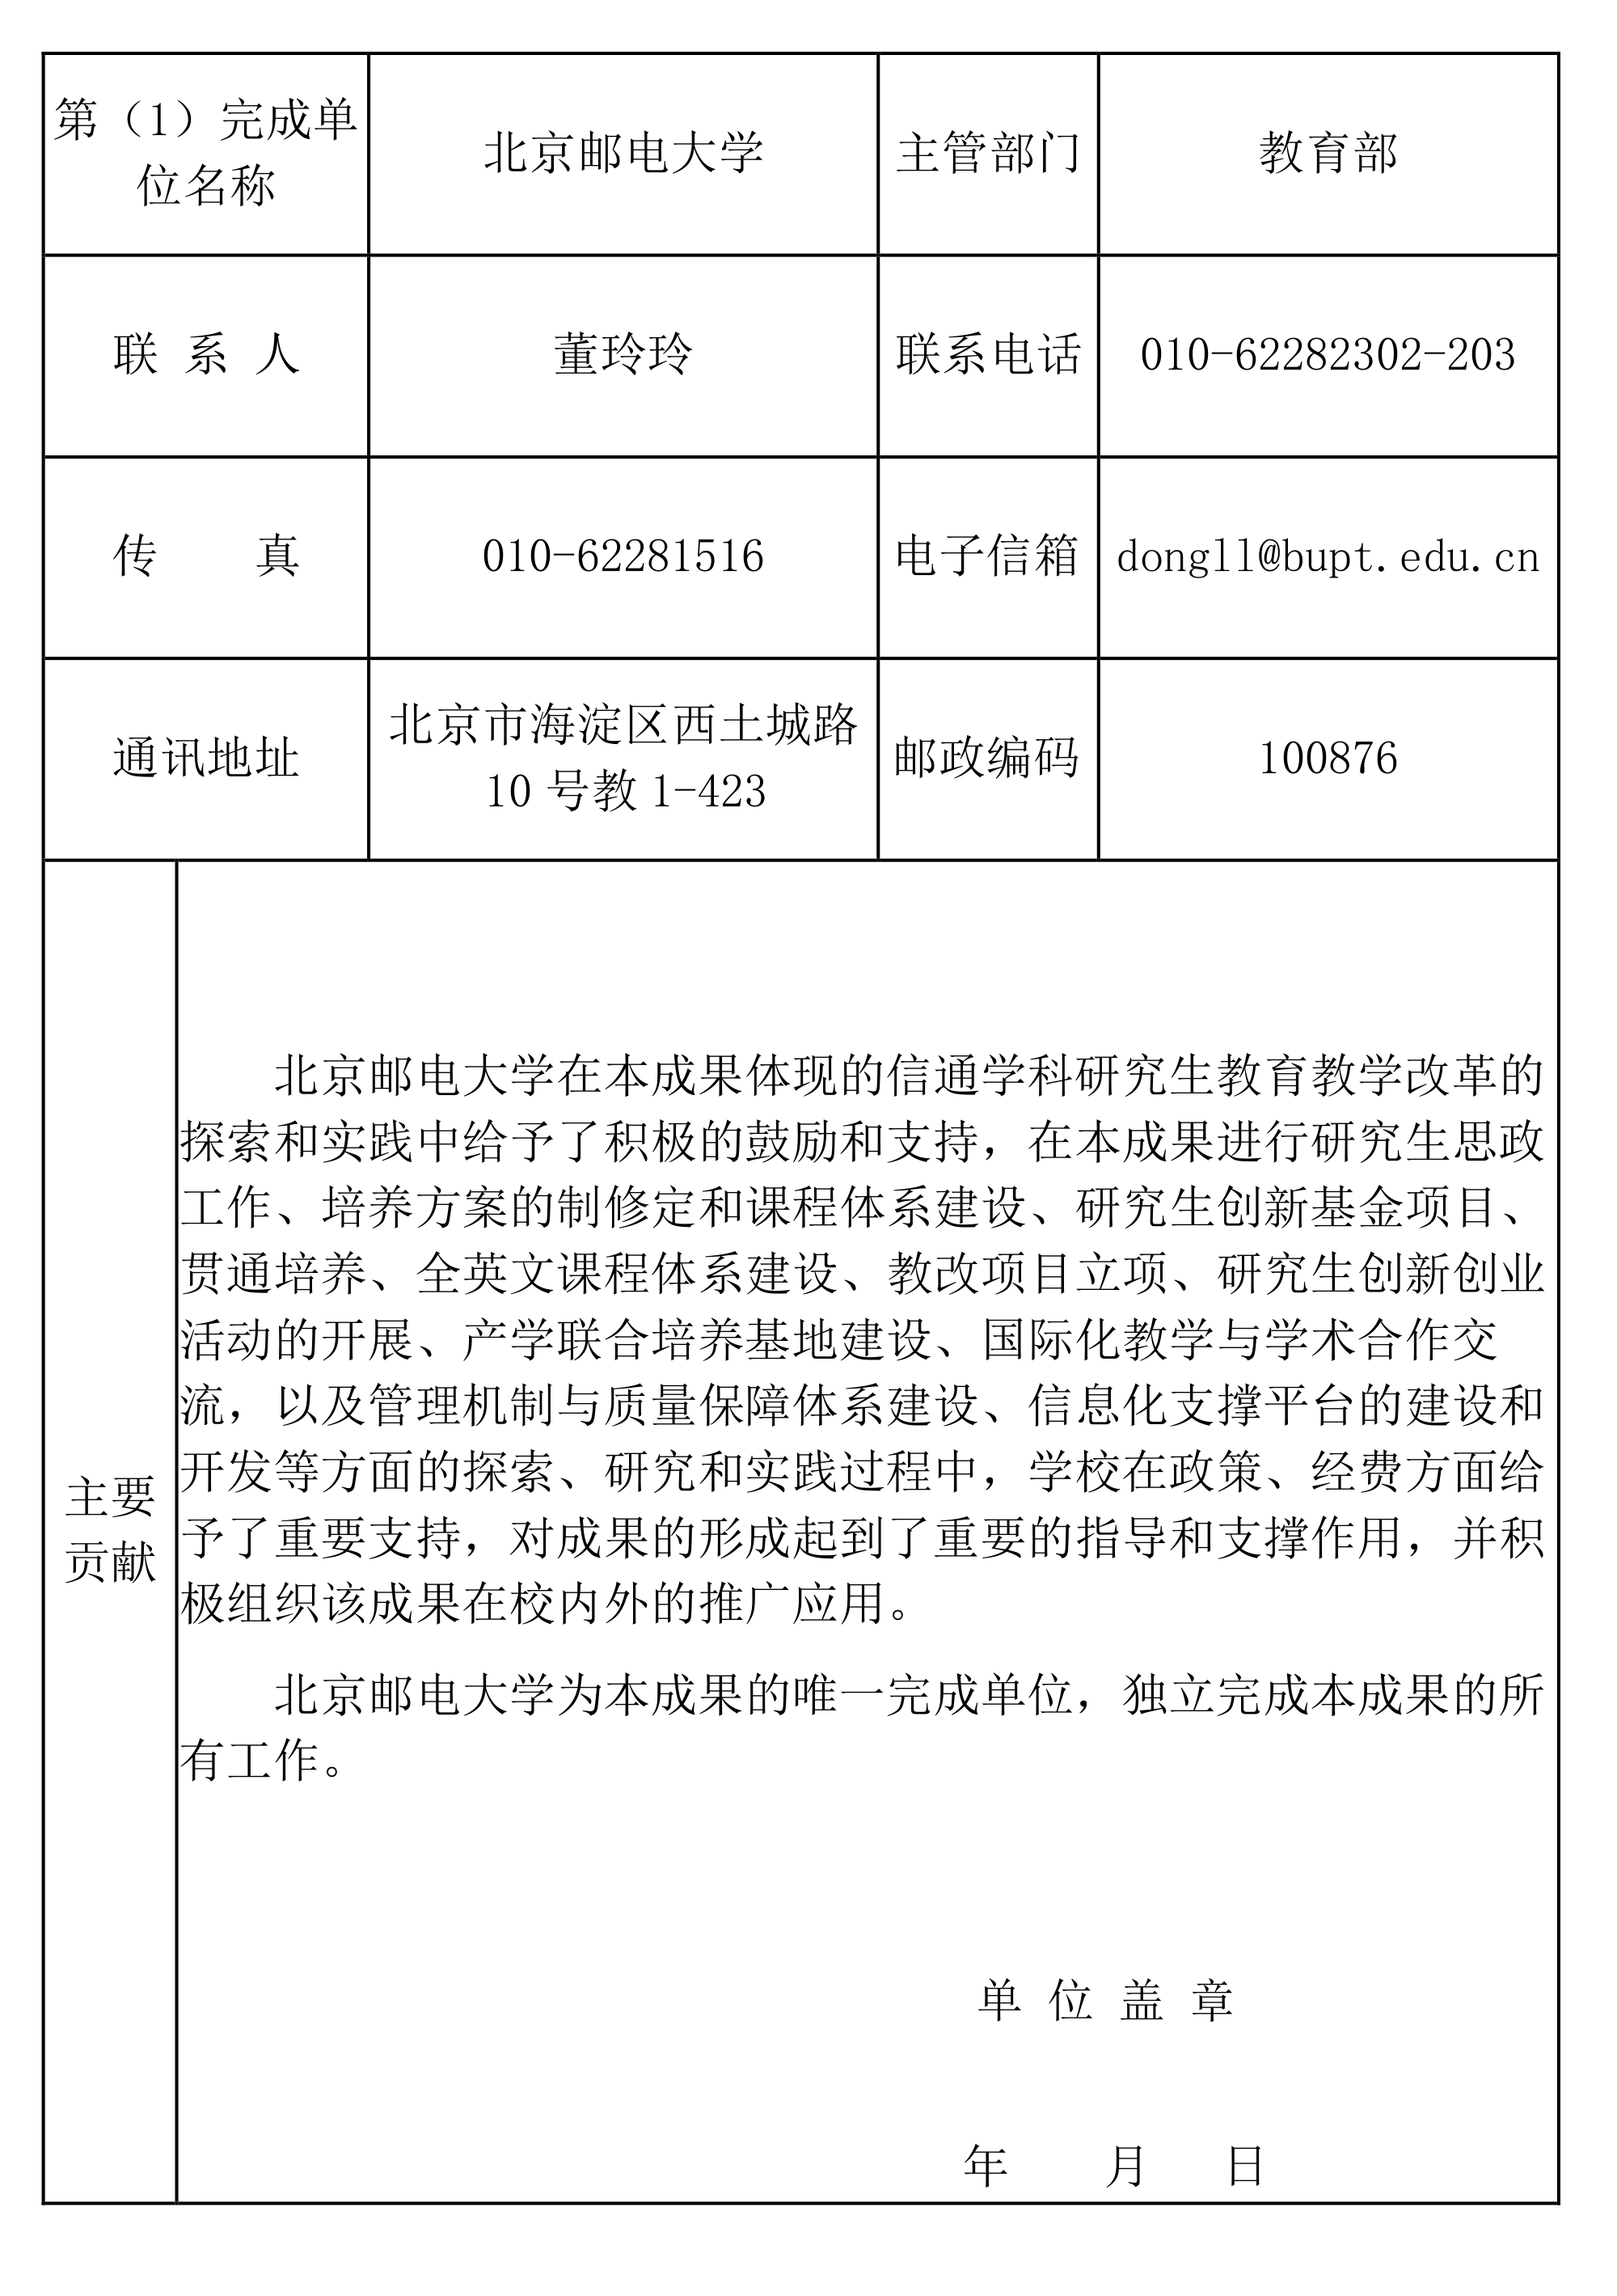 第（1）完成单
位名称
北京邮电大学
主管部门
教育部
联 系 人
董玲玲
联系电话
010-62282302-203
传 真
010-62281516
电子信箱
dongll@bupt.edu.cn
通讯地址
北京市海淀区西土城路
10 号教 1-423
邮政编码
100876
主要
贡献
北京邮电大学在本成果体现的信通学科研究生教育教学改革的
探索和实践中给予了积极的鼓励和支持，在本成果进行研究生思政
工作、培养方案的制修定和课程体系建设、研究生创新基金项目、
贯通培养、全英文课程体系建设、教改项目立项、研究生创新创业
活动的开展、产学联合培养基地建设、国际化教学与学术合作交
流，以及管理机制与质量保障体系建设、信息化支撑平台的建设和
开发等方面的探索、研究和实践过程中，学校在政策、经费方面给
予了重要支持，对成果的形成起到了重要的指导和支撑作用，并积
极组织该成果在校内外的推广应用。
北京邮电大学为本成果的唯一完成单位，独立完成本成果的所
有工作。
单 位 盖 章
年 月 日